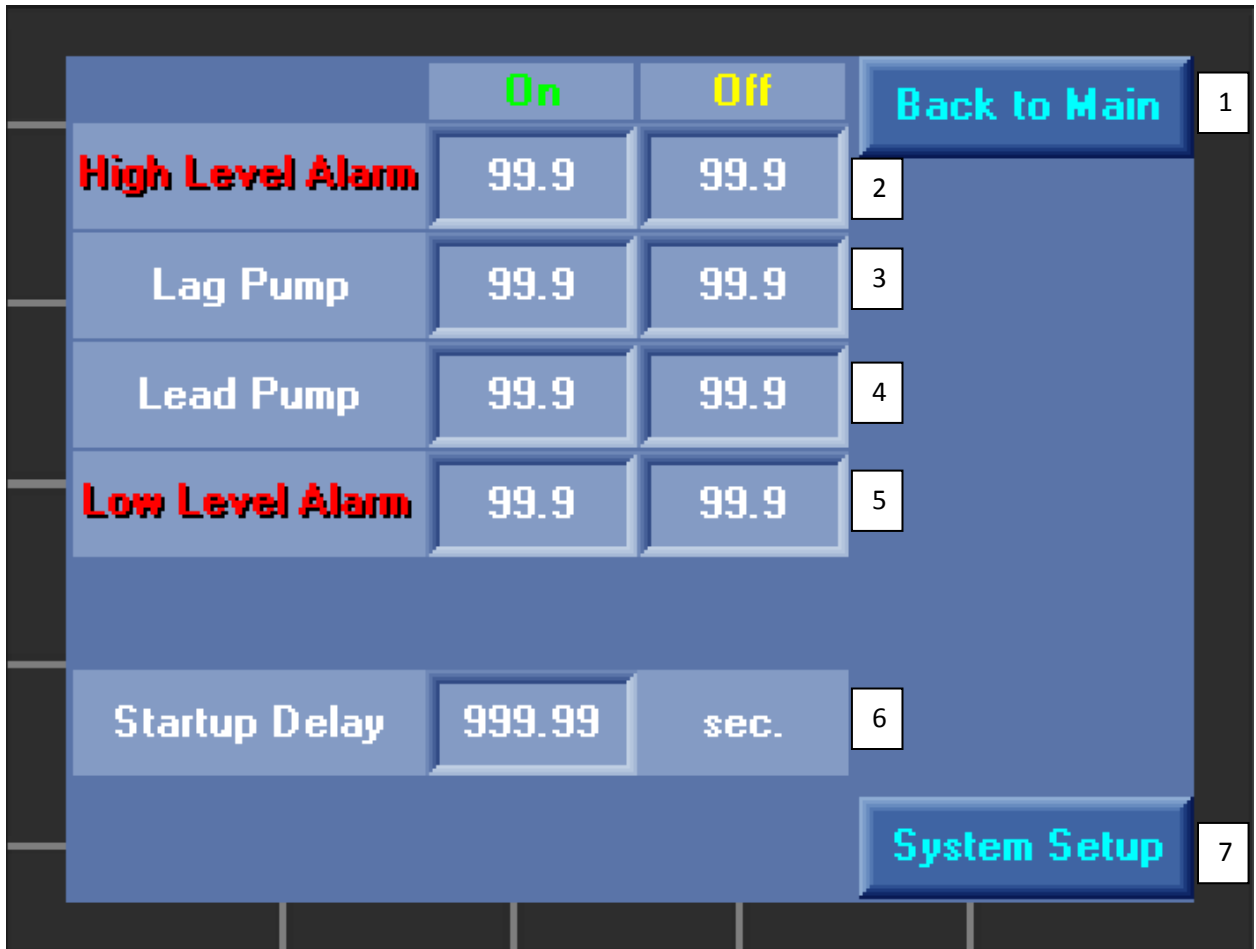 On Off Back to Main 1
High Level Alarm 99.9 99.9 2
Lag Pump 99.9 99.9 3
Lead Pump 99.9 99.9 4
Low Level Alarm 99.9 99.9 5
Startup Delay 999.99 sec. 6
System Setup 7